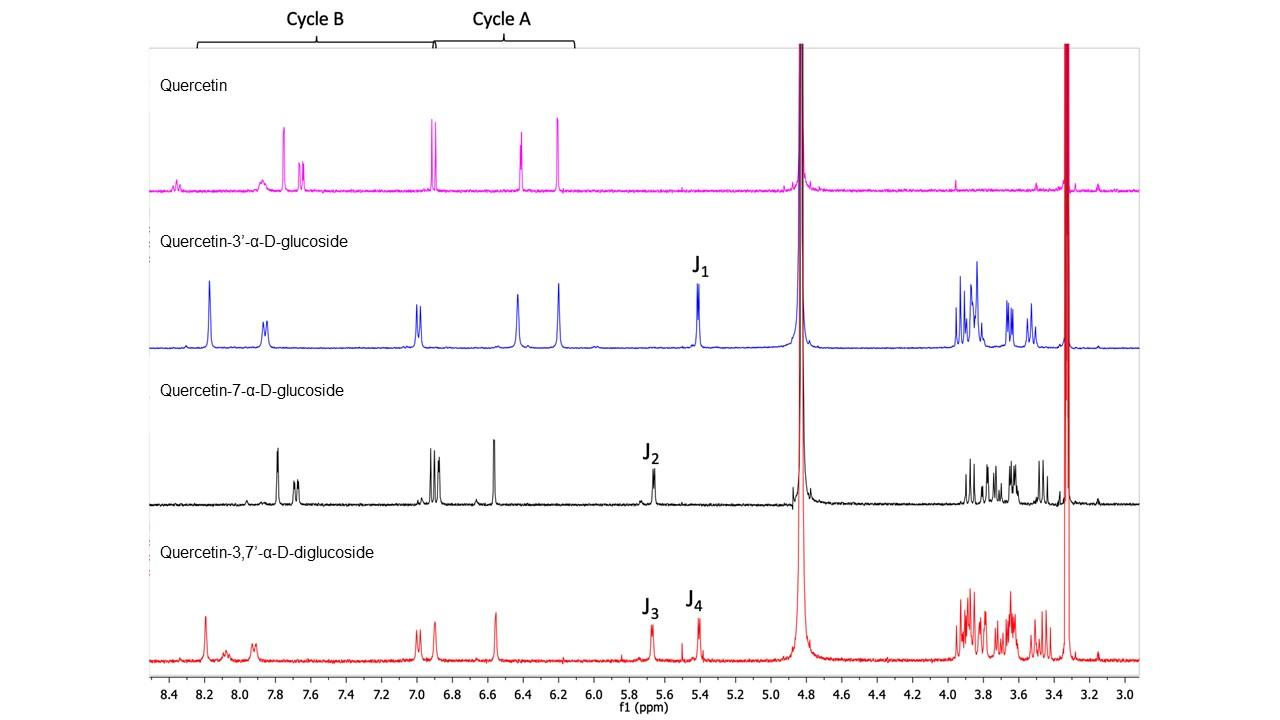 Cycle B
Cycle A
Quercetin
Quercetin-3’-α-D-glucoside
J1
Quercetin-7-α-D-glucoside
J2
Quercetin-3,7’-α-D-diglucoside
J3
J4
8.4 8.2 8.0 7.8 7.6 7.4 7.2 7.0 6.8 6.6 6.4 6.2 6.0 5.8 5.6 5.4 5.2 5.0 4.8 4.6 4.4 4.2 4.0 3.8 3.6 3.4 3.2 3.0
f1 (ppm)